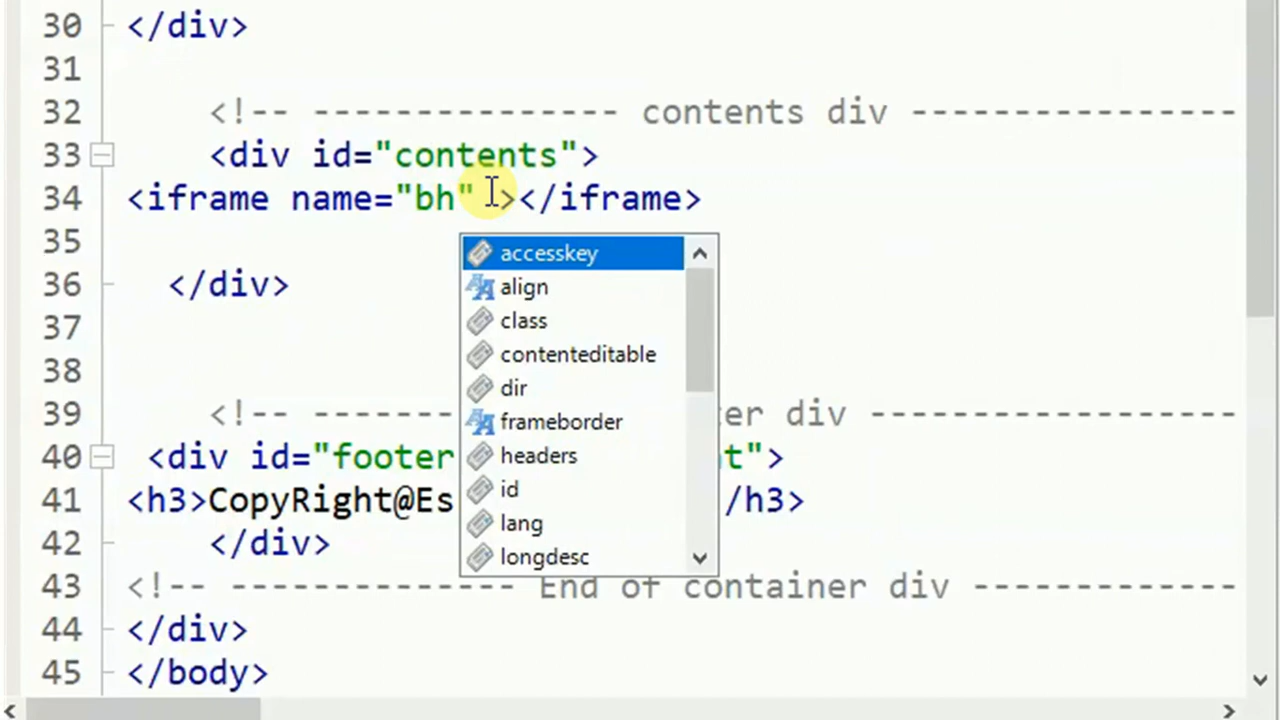 30 </div>
31
32 <!-- --------------- contents div ----------------
33 <div id="contents">
34 <iframe name="bh" ></iframe>
35
accesskey
align
36 </div>
class
37
contenteditable
38
dir
39 <!-- ------- ter div ------------------
frameborder
40 <div id="footer t">
headers
id
41 <h3>CopyRight@Es /h3>
lang
42 </div>
longdesc
43 <!-- -------------- End of container div -------------
44 </div>
45 </body>